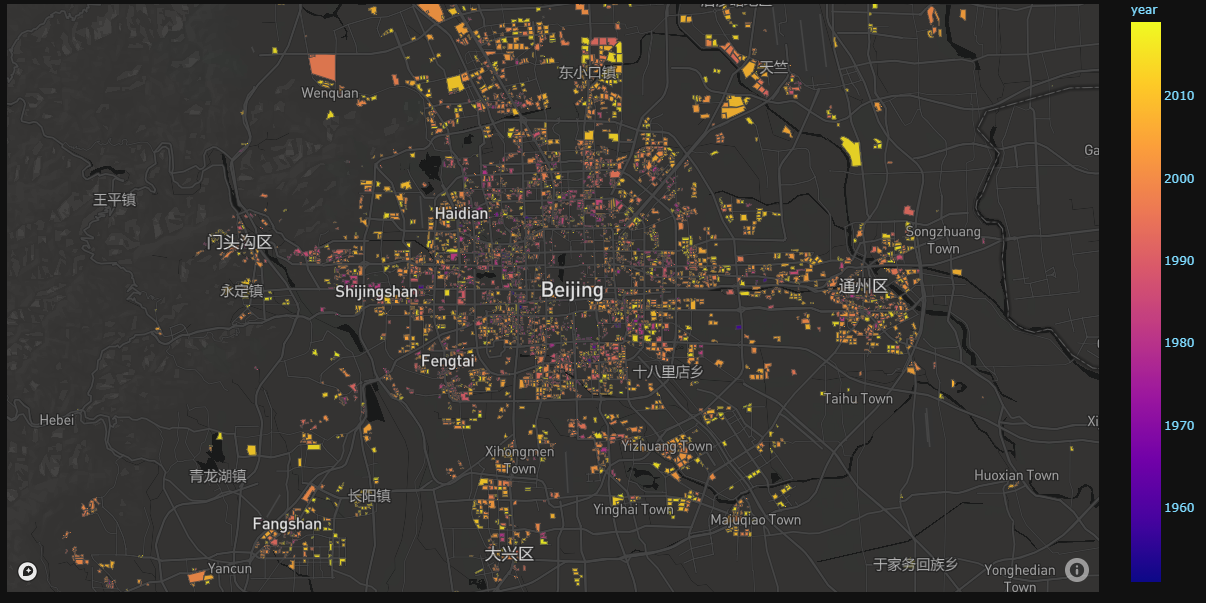 year
东小口镇
天竺
Wenquan
2010
Ga
王平镇
2000
Haidian
Songzhuang
Town
门头沟区
1990
永定镇
Shijingshan
Beijing
通州区
1980
Fengtai
十八里店乡
Taihu Town
Hebei
Xi
1970
Xihongmen
Town
Yizhuang Town
青龙湖镇
长阳镇
Huoxian Town
Yinghai Town
Majuqiao Town
1960
Fangshan
大兴区
Yancun
于家务回族乡
Yonghedian
Town